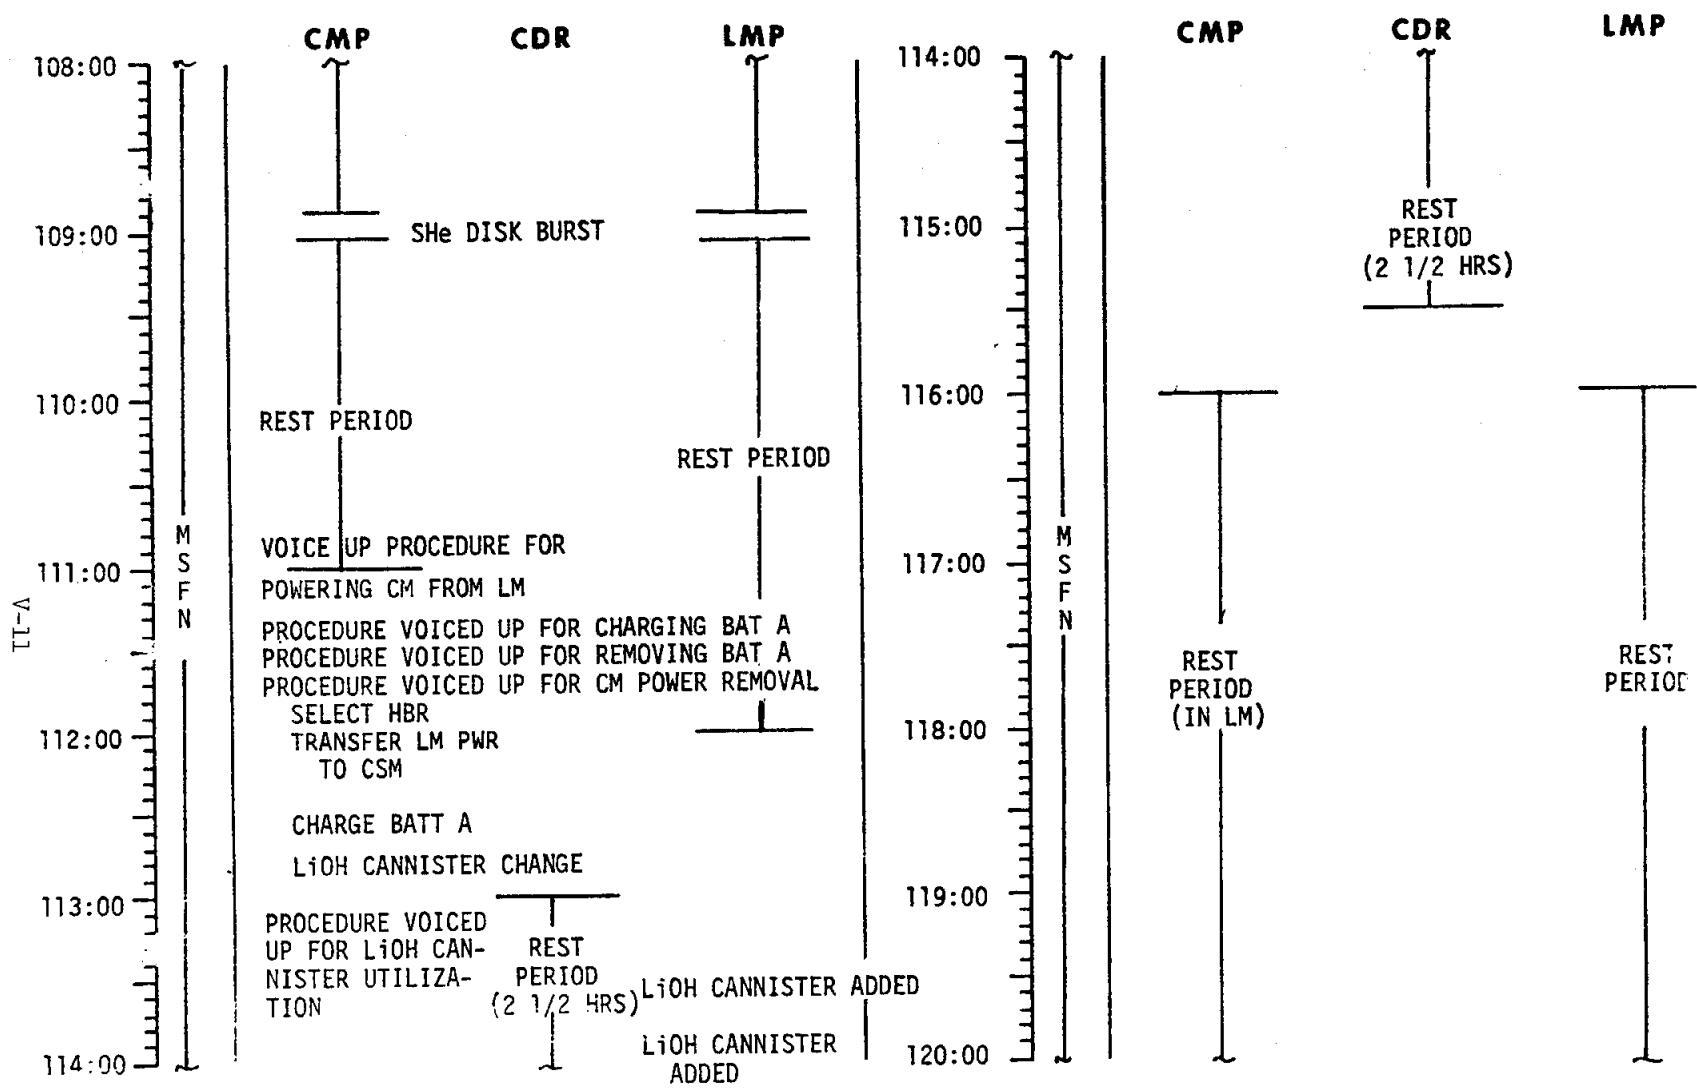 CMP CDR LMP
108:00
SHe DISK BURST
109:00
110:00
REST PERIOD
REST PERIOD
VOICE UP PROCEDURE FOR
111:00
POWERING CM FROM LM
PROCEDURE VOICED UP FOR CHARGING BAT A
PROCEDURE VOICED UP FOR REMOVING BAT A
PROCEDURE VOICED UP FOR CM POWER REMOVAL
SELECT HBR
112:00
TRANSFER LM PWR
TO CSM
CHARGE BATT A
LiOH CANNISTER CHANGE
113:00
PROCEDURE VOICED
UP FOR LiOH CAN-
NISTER UTILIZA-
TION
REST
PERIOD
(2 1/2 HRS)
LiOH CANNISTER ADDED
LiOH CANNISTER
ADDED
114:00
M
S
F
N
V-11
CMP CDR LMP
114:00
115:00
REST
PERIOD
(2 1/2 HRS)
116:00
117:00
M
S
F
N
REST
PERIOD
(IN LM)
REST
PERIOD
118:00
119:00
120:00